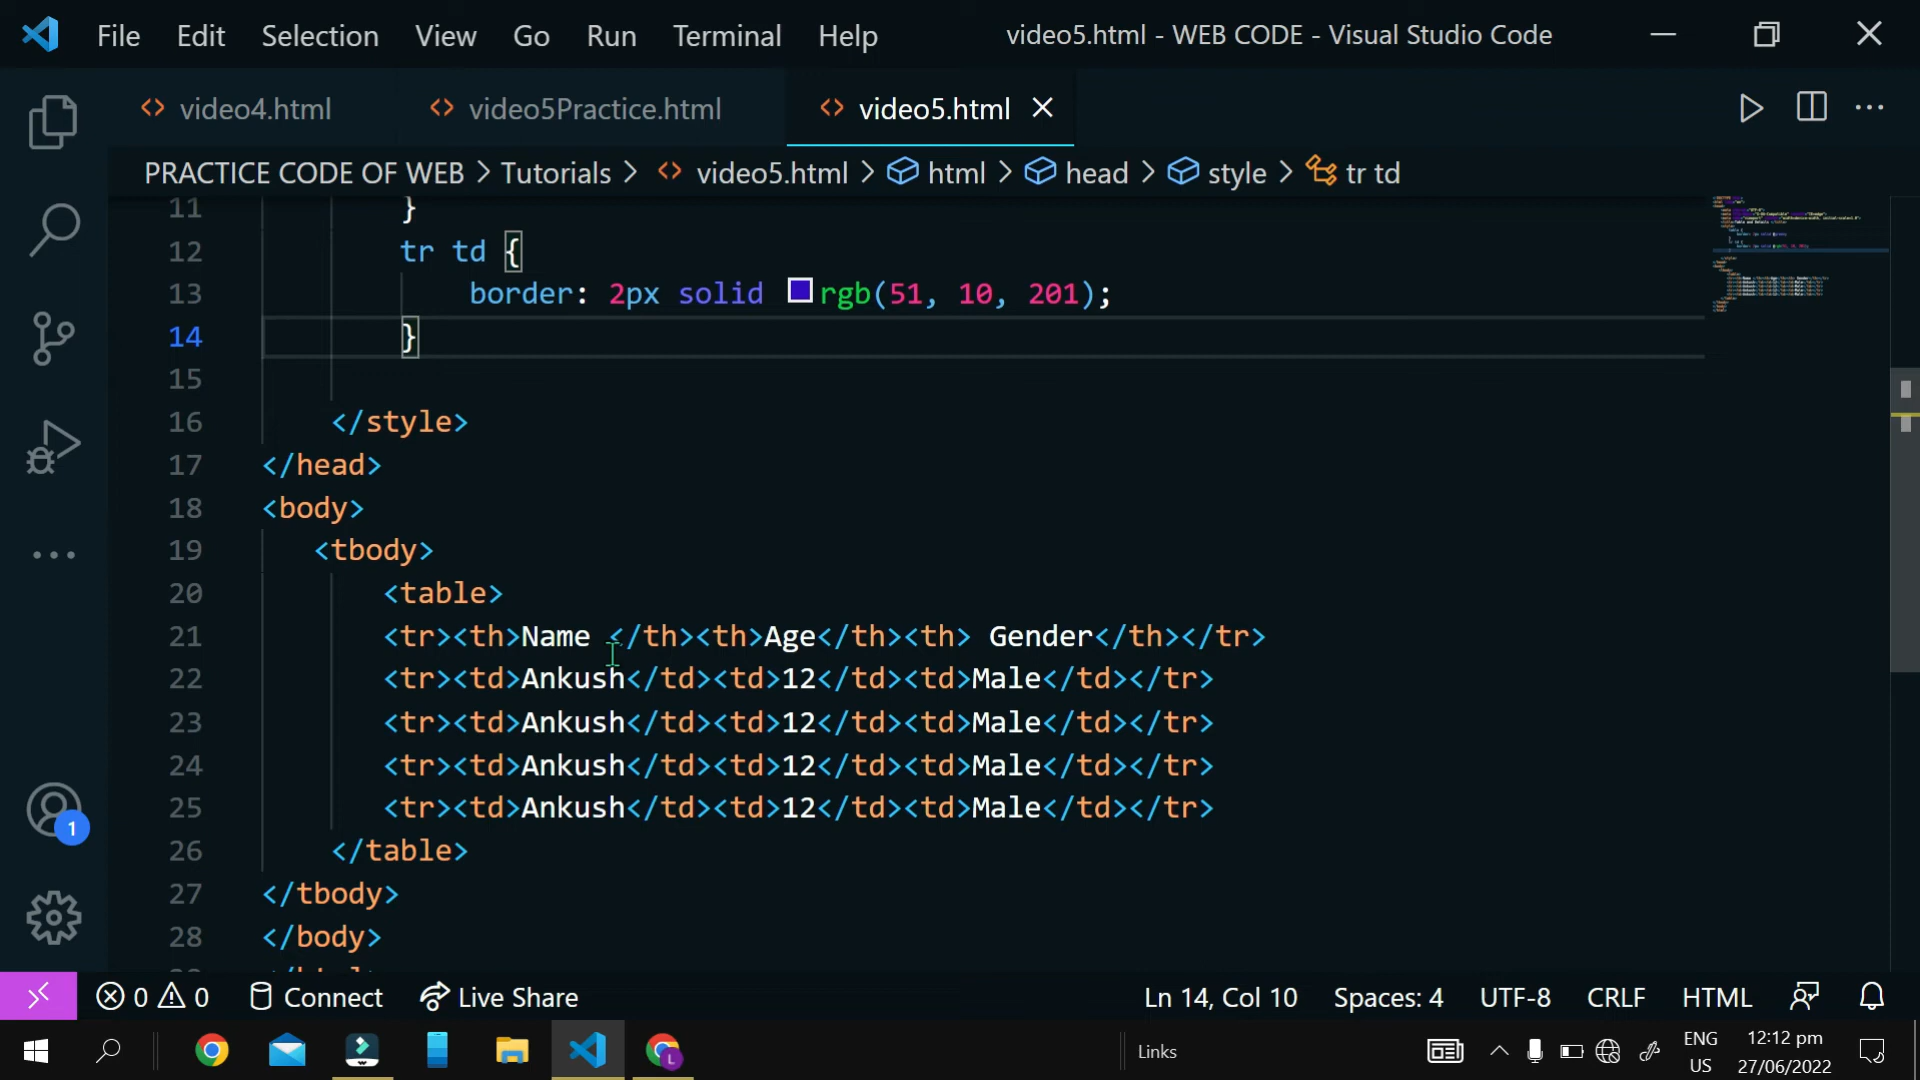 File Edit Selection View Go Run Terminal Help video5.html - WEB CODE - Visual Studio Code
video4.html video5Practice.html video5.html
PRACTICE CODE OF WEB > Tutorials > video5.html > html > head > style > tr td
11 }
12 tr td {
13 border: 2px solid rgb(51, 10, 201);
14 }
15
16 </style>
17 </head>
18 <body>
19 <tbody>
20 <table>
21 <tr><th>Name </th><th>Age</th><th> Gender</th></tr>
22 <tr><td>Ankush</td><td>12</td><td>Male</td></tr>
23 <tr><td>Ankush</td><td>12</td><td>Male</td></tr>
24 <tr><td>Ankush</td><td>12</td><td>Male</td></tr>
25 <tr><td>Ankush</td><td>12</td><td>Male</td></tr>
26 </table>
27 </tbody>
28 </body>
1
0 0 Connect Live Share Ln 14, Col 10 Spaces: 4 UTF-8 CRLF HTML
L Links ENG 12:12 pm
US 27/06/2022